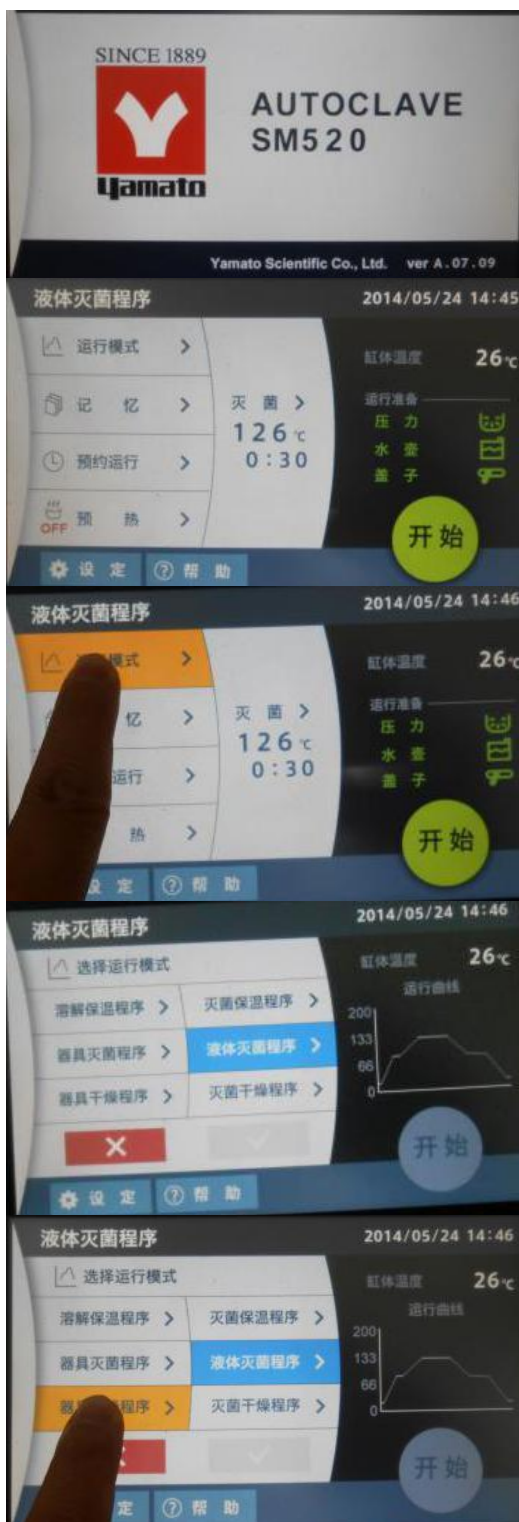 SINCE 1889
Yamato
AUTOCLAVE
SM520
Yamato Scientific Co., Ltd. ver A.07.09
液体灭菌程序
2014/05/24 14:45
运行模式
记 忆
预约运行
OFF 预 热
灭 菌
126℃
0:30
缸体温度 26℃
运行准备
压 力
水 壶
盖 子
开始
设 定
? 帮 助
液体灭菌程序
2014/05/24 14:46
模式
忆
运行
热
灭 菌
126℃
0:30
缸体温度 26℃
运行准备
压 力
水 壶
盖 子
开始
设 定
? 帮 助
液体灭菌程序
2014/05/24 14:46
选择运行模式
溶解保温程序
灭菌保温程序
器具灭菌程序
液体灭菌程序
器具干燥程序
灭菌干燥程序
缸体温度 26℃
运行曲线
200
133
66
0
开始
设 定
? 帮 助
液体灭菌程序
2014/05/24 14:46
选择运行模式
溶解保温程序
灭菌保温程序
器具灭菌程序
液体灭菌程序
程序
灭菌干燥程序
缸体温度 26℃
运行曲线
200
133
66
0
开始
定
? 帮 助